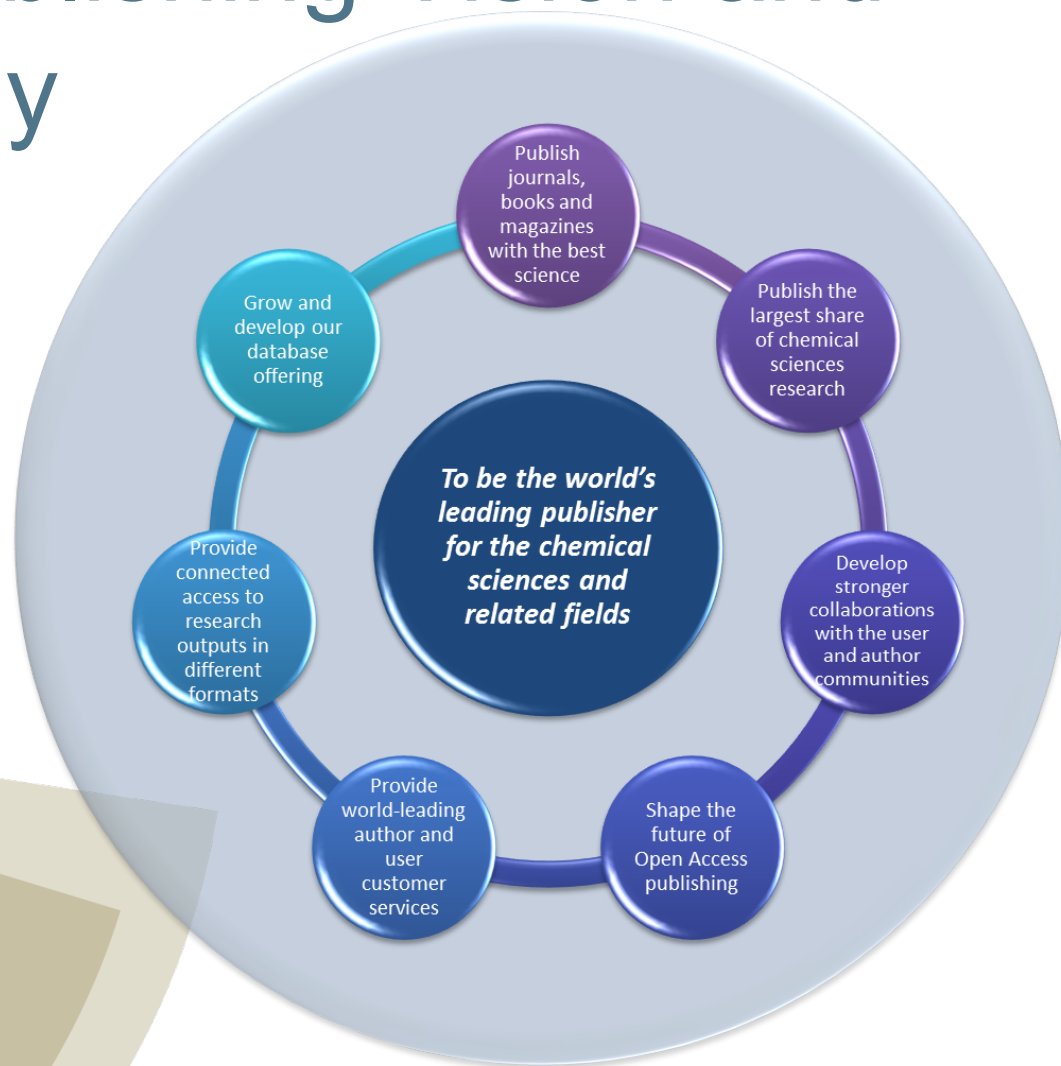 y
Publish
journals,
books and
magazines
with the best
science
Publish the
largest share
of chemical
sciences
research
Develop
stronger
collaborations
with the user
and author
communities
Shape the
future of
Open Access
publishing
Provide
world-leading
author and
user
customer
services
Provide
connected
access to
research
outputs in
different
formats
Grow and
develop our
database
offering
To be the world’s
leading publisher
for the chemical
sciences and
related fields